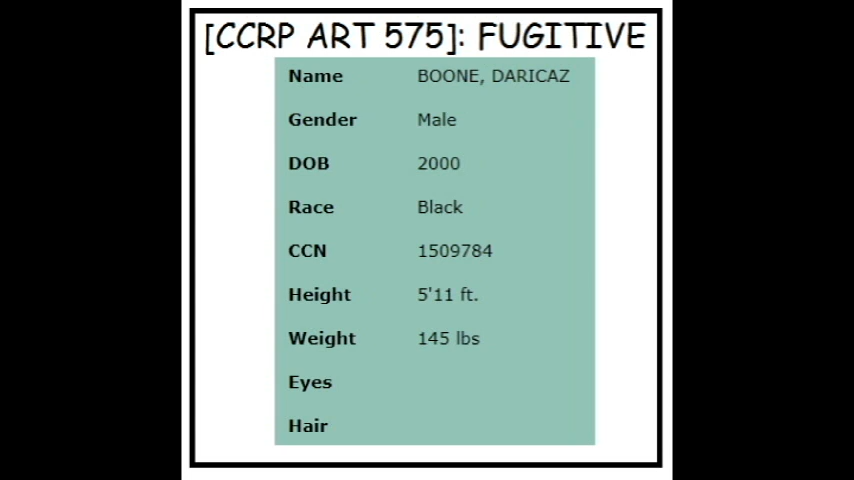 [CCRP ART 575]: FUGITIVE
Name BOONE, DARICAZ
Gender Male
DOB 2000
Race Black
CCN 1509784
Height 5'11 ft.
Weight 145 lbs
Eyes
Hair